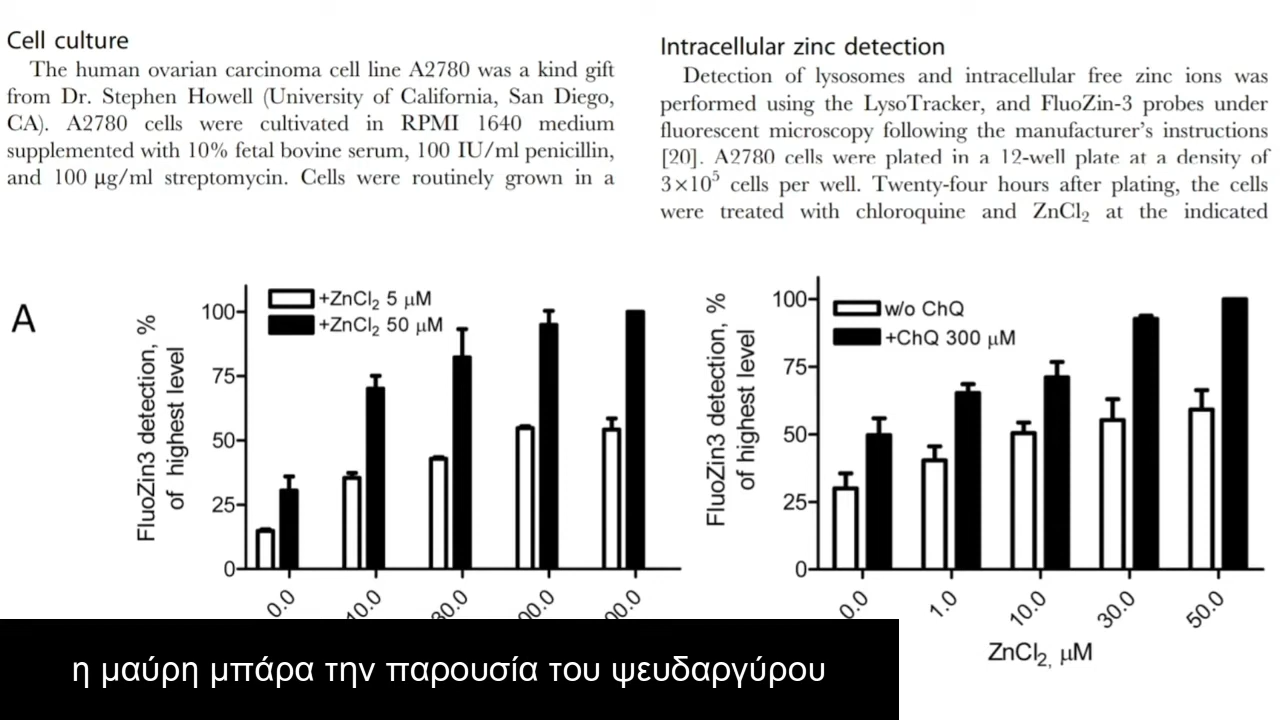 Cell culture
The human ovarian carcinoma cell line A2780 was a kind gift
from Dr. Stephen Howell (University of California, San Diego,
CA). A2780 cells were cultivated in RPMI 1640 medium
supplemented with 10% fetal bovine serum, 100 IU/ml penicillin,
and 100 μg/ml streptomycin. Cells were routinely grown in a
Intracellular zinc detection
Detection of lysosomes and intracellular free zinc ions was
performed using the LysoTracker, and FluoZin-3 probes under
fluorescent microscopy following the manufacturer's instructions
[20]. A2780 cells were plated in a 12-well plate at a density of
3×10⁵ cells per well. Twenty-four hours after plating, the cells
were treated with chloroquine and ZnCl₂ at the indicated
A
FluoZin3 detection, %
of highest level
+ZnCl₂ 5 μM
+ZnCl₂ 50 μM
100
75
50
25
0
0.0
FluoZin3 detection, %
of highest level
w/o ChQ
+ChQ 300 μM
100
75
50
25
0
0.0 1.0 10.0 30.0 50.0
ZnCl₂, μM
η μαύρη μπάρα την παρουσία του ψευδαργύρου